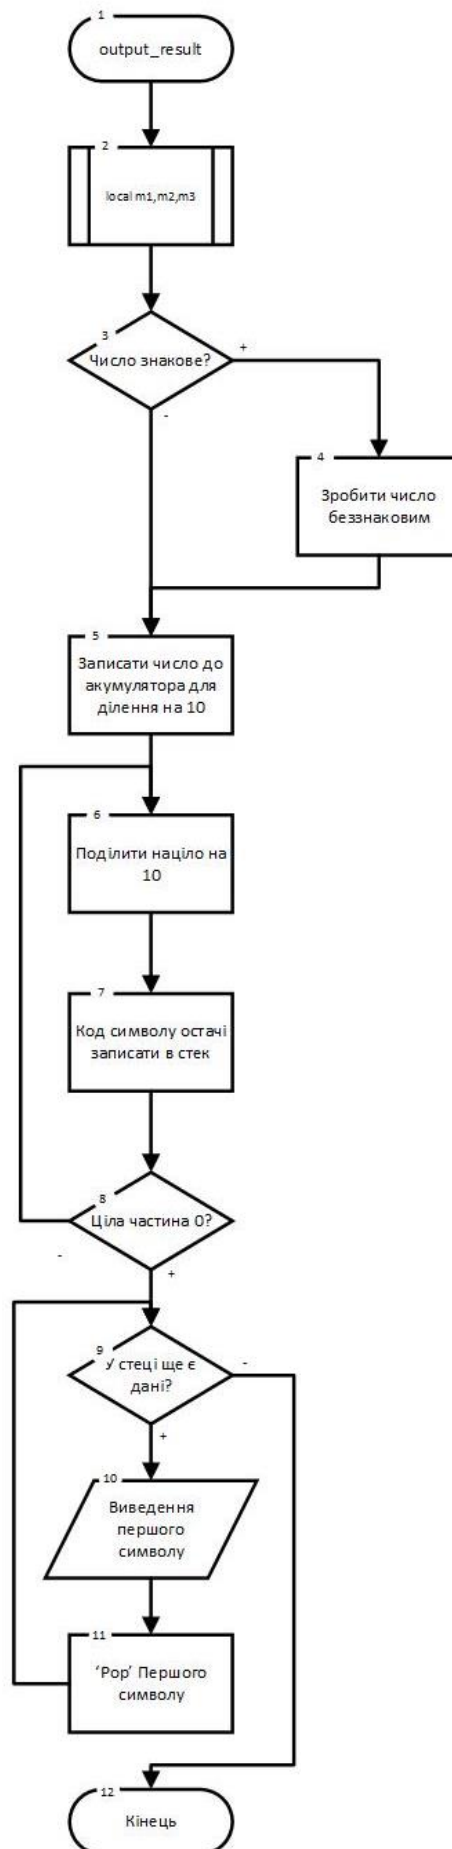 1
output_result
2
local m1,m2,m3
3
Число знакове?
+
-
4
Зробити число
беззнаковим
5
Записати число до
акумулятора для
ділення на 10
6
Поділити націло на
10
7
Код символу остачі
записати в стек
8
Ціла частина 0?
-
+
9
У стеці ще є
дані?
-
+
10
Виведення
першого
символу
11
'Pop' Першого
символу
12
Кінець